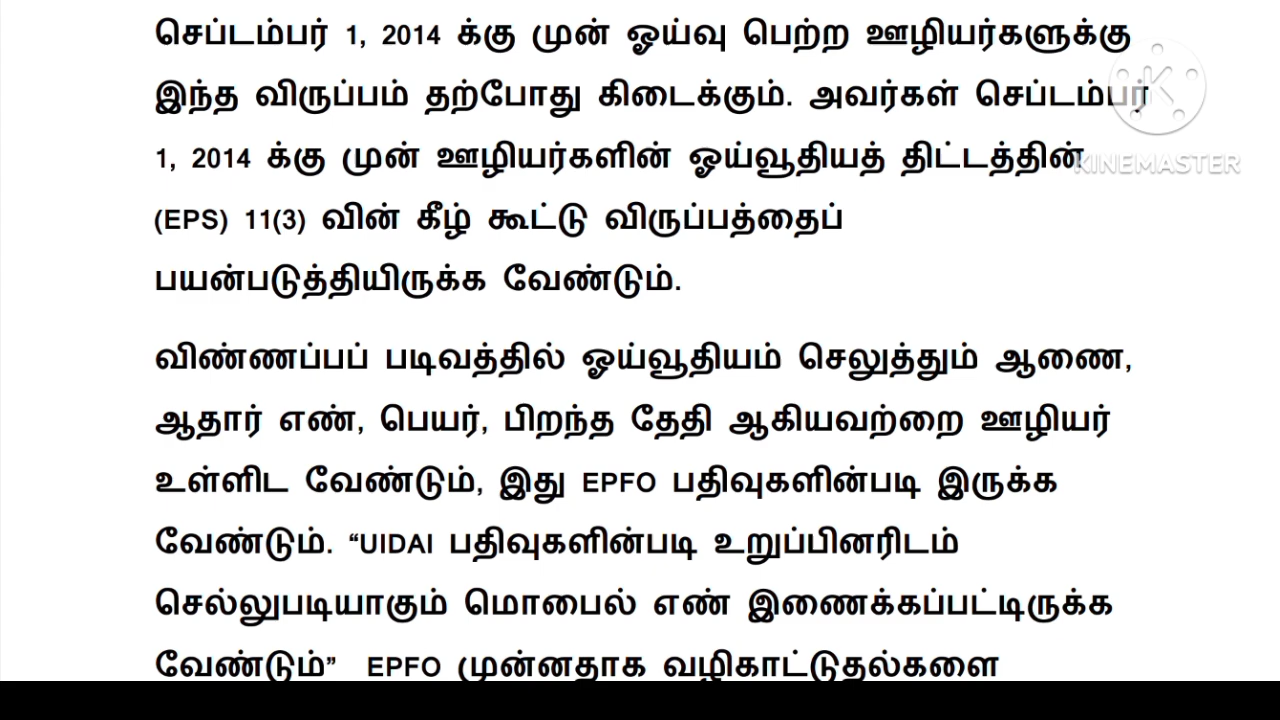 செப்டம்பர் 1, 2014 க்கு முன் ஓய்வு பெற்ற ஊழியர்களுக்கு
இந்த விருப்பம் தற்போது கிடைக்கும். அவர்கள் செப்டம்பர்
1, 2014 க்கு முன் ஊழியர்களின் ஓய்வூதியத் திட்டத்தின்
KINEMASTER
(EPS) 11(3) வின் கீழ் கூட்டு விருப்பத்தைப்
பயன்படுத்தியிருக்க வேண்டும்.
விண்ணப்பப் படிவத்தில் ஓய்வூதியம் செலுத்தும் ஆணை,
ஆதார் எண், பெயர், பிறந்த தேதி ஆகியவற்றை ஊழியர்
உள்ளிட வேண்டும், இது EPFO பதிவுகளின்படி இருக்க
வேண்டும். “UIDAI பதிவுகளின்படி உறுப்பினரிடம்
செல்லுபடியாகும் மொபைல் எண் இணைக்கப்பட்டிருக்க
வேண்டும்” EPFO முன்னதாக வழிகாட்டுதல்களை